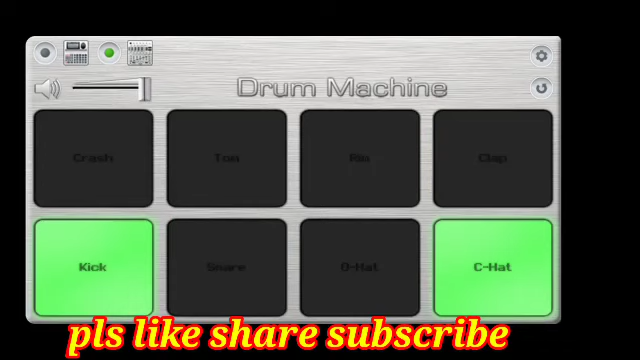 Drum Machine
Crash Tom Rim Clap
Kick Snare O-Hat C-Hat
pls like share subscribe